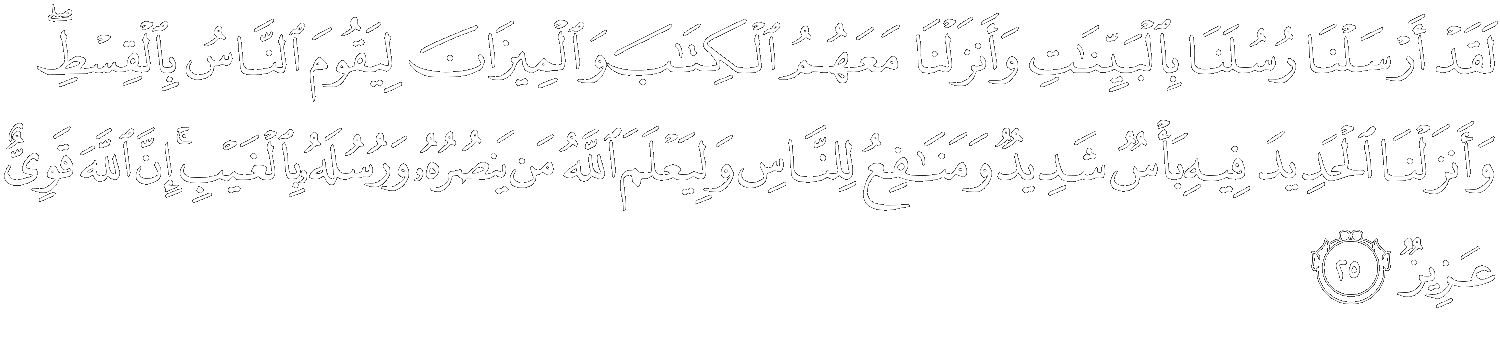 لَقَدْ أَرْسَلْنَا رُسُلَنَا بِٱلْبَيِّنَـٰتِ وَأَنزَلْنَا مَعَهُمُ ٱلْكِتَـٰبَ وَٱلْمِيزَانَ لِيَقُومَ ٱلنَّاسُ بِٱلْقِسْطِ ۖ
وَأَنزَلْنَا ٱلْحَدِيدَ فِيهِ بَأْسٌ شَدِيدٌ وَمَنَـٰفِعُ لِلنَّاسِ وَلِيَعْلَمَ ٱللَّهُ مَن يَنصُرُهُۥ وَرُسُلَهُۥ بِٱلْغَيْبِ ۚ إِنَّ ٱللَّهَ قَوِىٌّ
عَزِيزٌ ٢٥